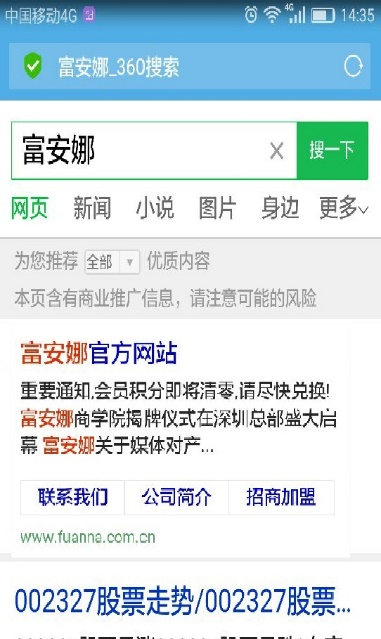 中国移动4G 4G 14:35
富安娜_360搜索
富安娜 × 搜一下
网页 新闻 小说 图片 身边 更多
为您推荐 全部 优质内容
本页含有商业推广信息，请注意可能的风险
富安娜官方网站
重要通知,会员积分即将清零,请尽快兑换!
富安娜商学院揭牌仪式在深圳总部盛大启
幕 富安娜关于媒体对产...
联系我们 公司简介 招商加盟
www.fuanna.com.cn
002327股票走势/002327股票...